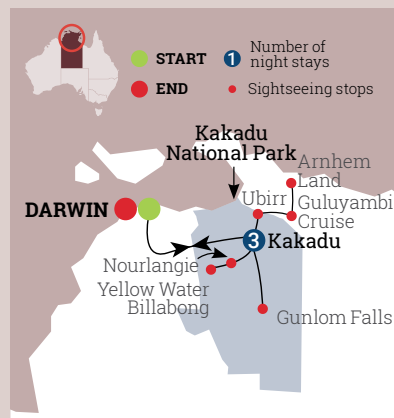 START
END
1
Number of
night stays
Sightseeing stops
Kakadu
National Park
Arnhem
Land
Ubirr
Guluyambi
Cruise
DARWIN
3 Kakadu
Nourlangie
Yellow Water
Billabong
Gunlom Falls